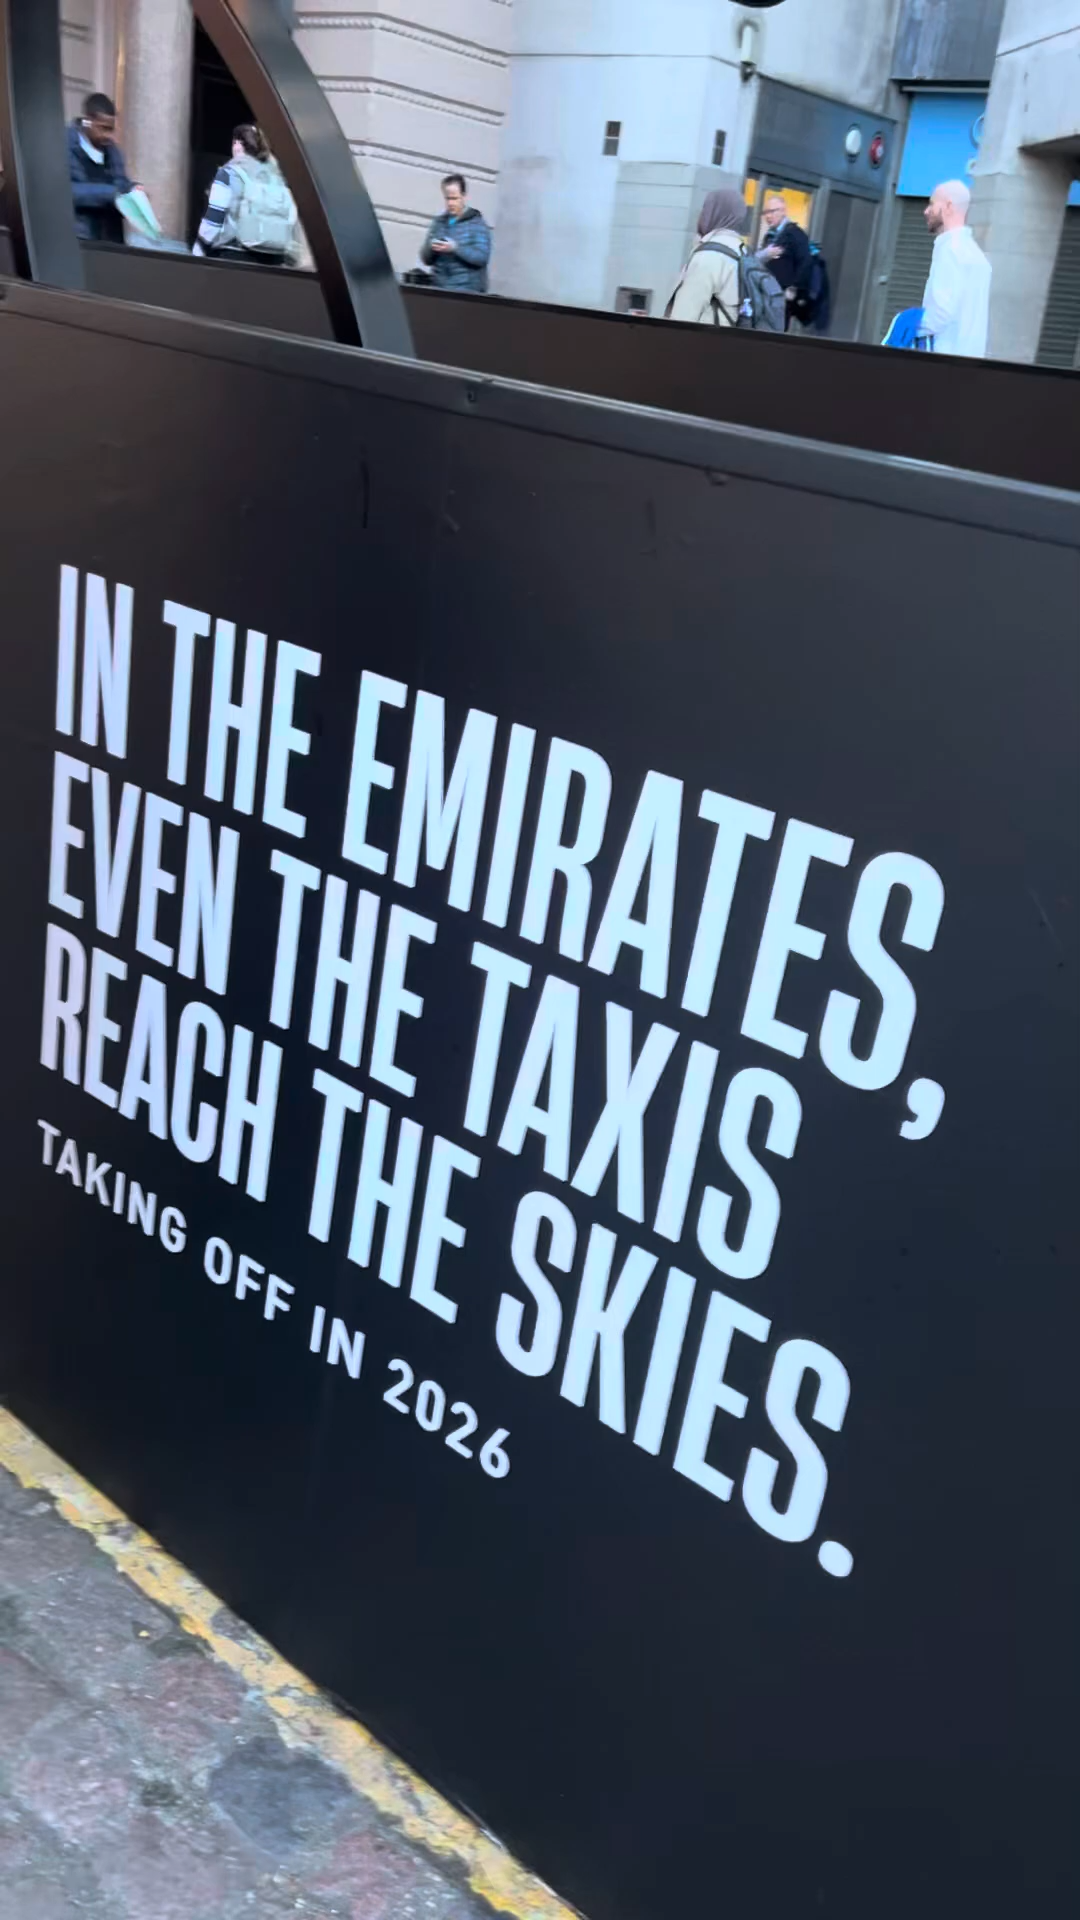 IN THE EMIRATES,
EVEN THE TAXIS
REACH THE SKIES.
TAKING OFF IN 2026